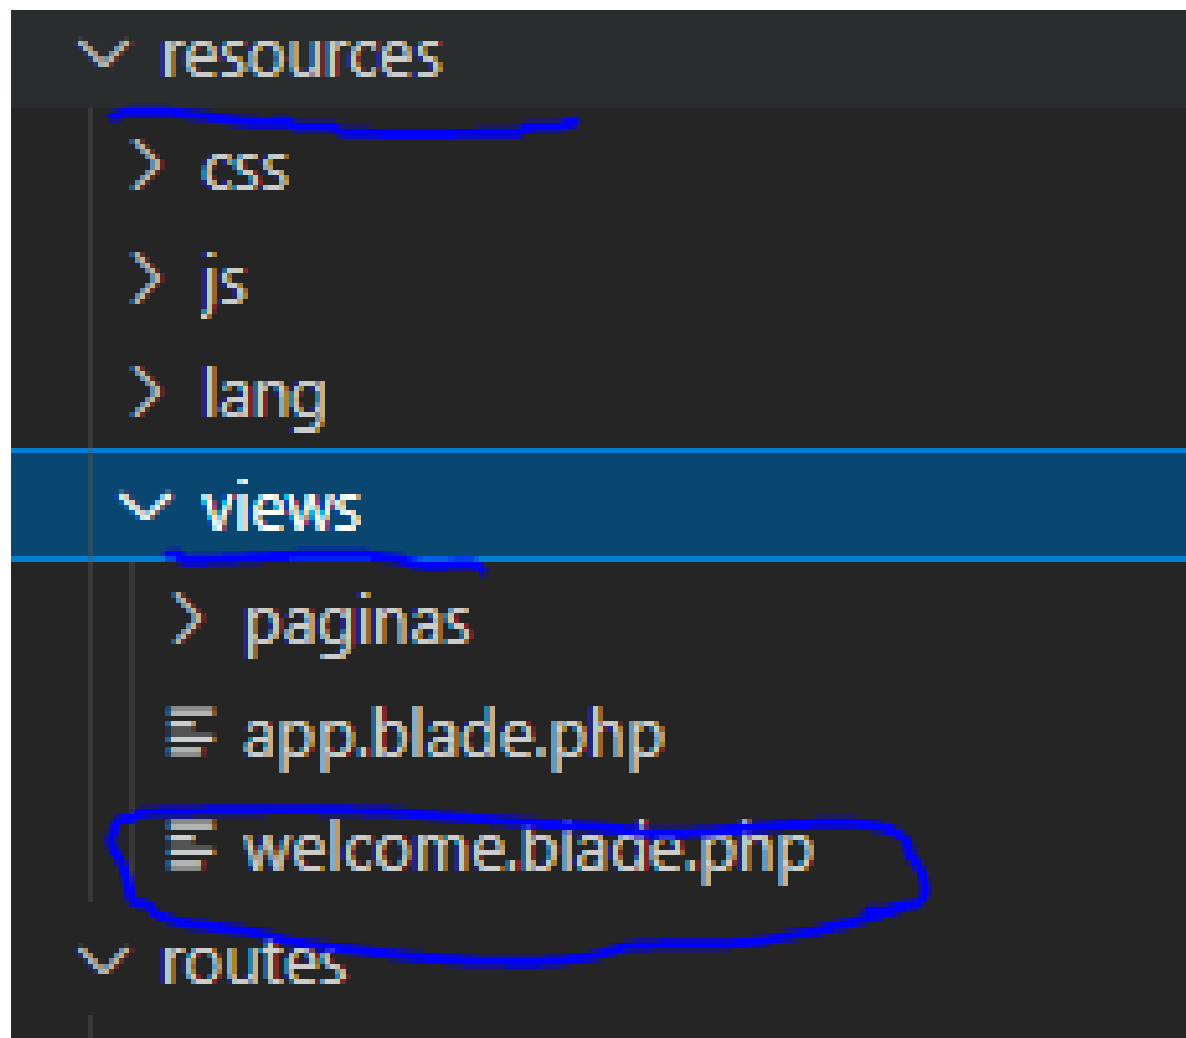 resources
css
js
lang
views
paginas
app.blade.php
welcome.blade.php
routes